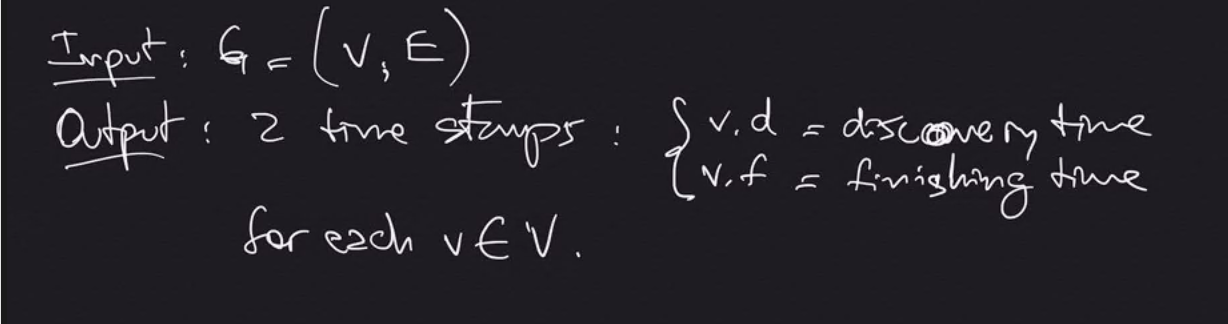 Input: G = (V, E)
Output: 2 time stamps: { v.d = discovery time
v.f = finishing time
for each v ∈ V.